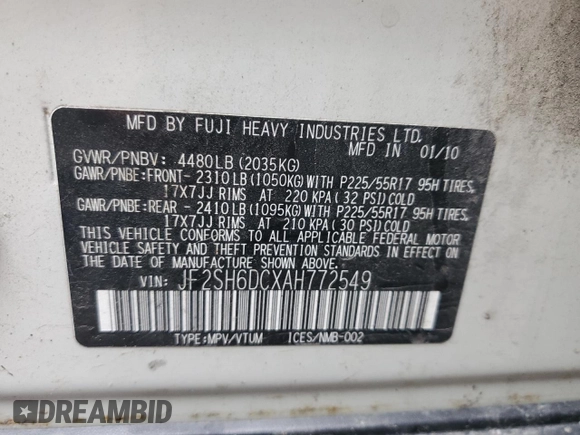 MFD BY FUJI HEAVY INDUSTRIES LTD.
MFD IN 01/10
GVWR/PNBV: 4480LB (2035KG)
GAWR/PNBE:FRONT- 2310LB(1050KG)WITH P225/55R17 95H TIRES,
17X7JJ RIMS AT 220 KPA( 32 PSI)COLD
GAWR/PNBE:REAR - 2410LB(1095KG)WITH P225/55R17 95H TIRES,
17X7JJ RIMS AT 210 KPA( 30 PSI)COLD
THIS VEHICLE CONFORMS TO ALL APPLICABLE FEDERAL MOTOR
VEHICLE SAFETY AND THEFT PREVENTION STANDARDS IN EFFECT ON
THE DATE OF MANUFACTURE SHOWN ABOVE.
VIN: JF2SH6DCXAH772549
TYPE:MPV/VTUM ICES/NMB-002
DREAMBID